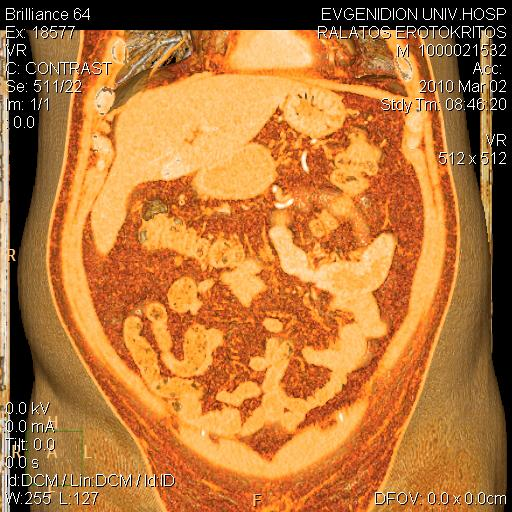 Brilliance 64
Ex: 18577
VR
C: CONTRAST
Se: 511/22
Im: 1/1
: 0.0
EVGENIDION UNIV.HOSP
RALATOS EROTOKRITOS
M 1000021532
Acc:
2010 Mar 02
Stdy Tm: 08:46:20
VR
512 x 512
R
0.0 kV
0.0 mA
Tilt: 0.0
0.0 s
Id:DCM / Lin:DCM / Id:ID
W:255 L:127
H
R A L
F
DFOV: 0.0 x 0.0cm